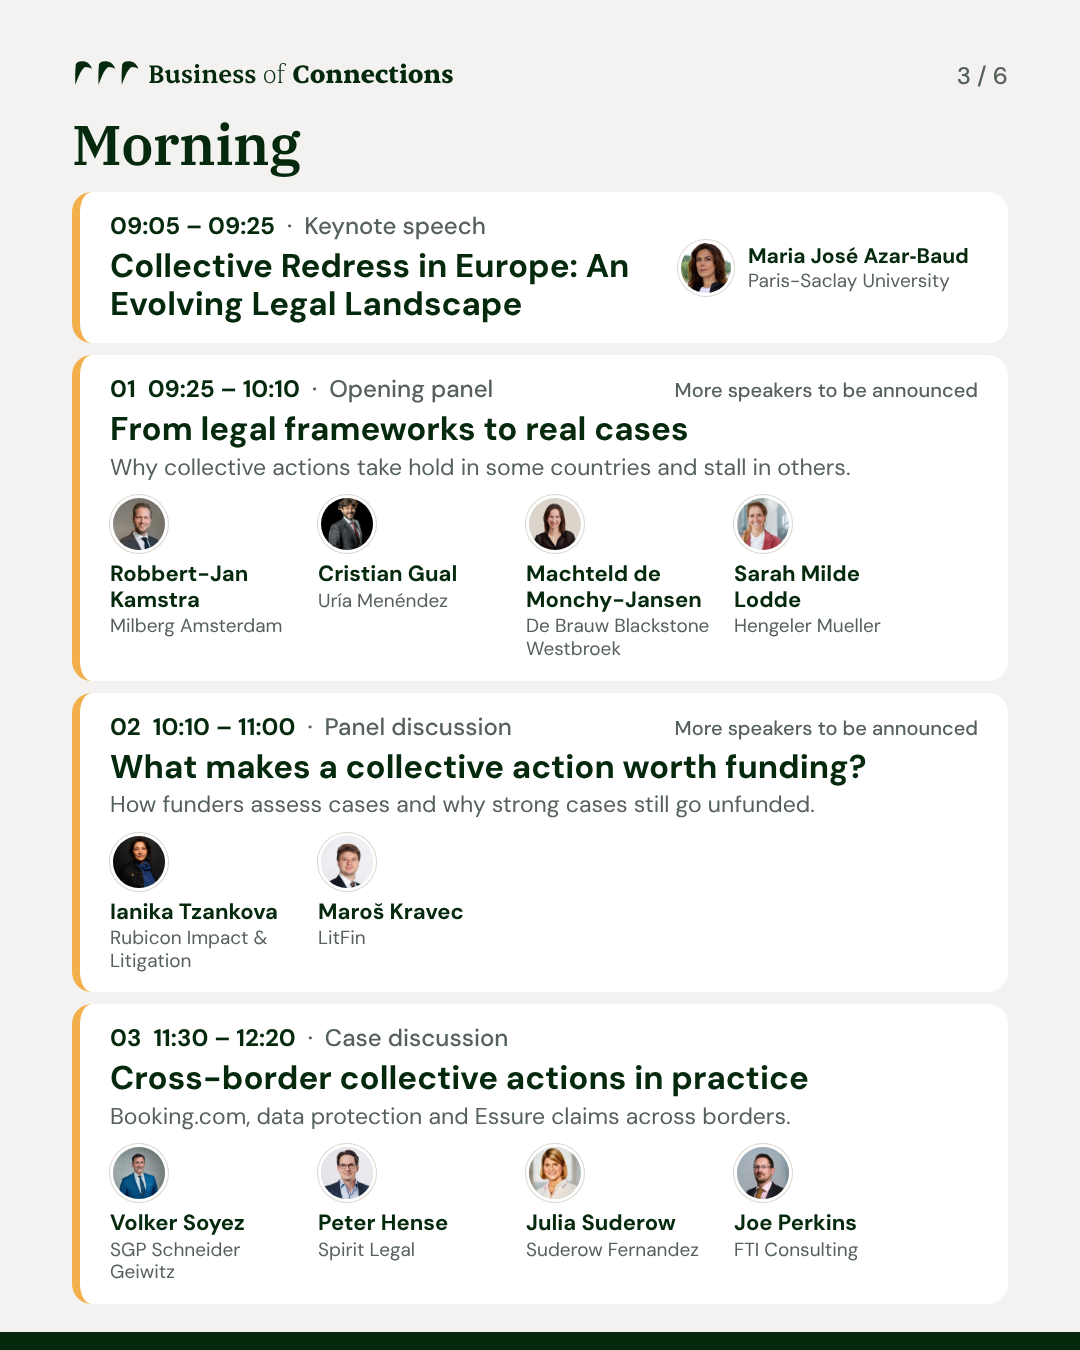 Business of Connections
3 / 6
Morning
09:05 – 09:25 · Keynote speech
Collective Redress in Europe: An
Evolving Legal Landscape
Maria José Azar-Baud
Paris-Saclay University
01 09:25 – 10:10 · Opening panel
More speakers to be announced
From legal frameworks to real cases
Why collective actions take hold in some countries and stall in others.
Robbert-Jan
Kamstra
Milberg Amsterdam
Cristian Gual
Uría Menéndez
Machteld de
Monchy-Jansen
De Brauw Blackstone
Westbroek
Sarah Milde
Lodde
Hengeler Mueller
02 10:10 – 11:00 · Panel discussion
More speakers to be announced
What makes a collective action worth funding?
How funders assess cases and why strong cases still go unfunded.
Ianika Tzankova
Rubicon Impact &
Litigation
Maroš Kravec
LitFin
03 11:30 – 12:20 · Case discussion
Cross-border collective actions in practice
Booking.com, data protection and Essure claims across borders.
Volker Soyez
SGP Schneider
Geiwitz
Peter Hense
Spirit Legal
Julia Suderow
Suderow Fernandez
Joe Perkins
FTI Consulting